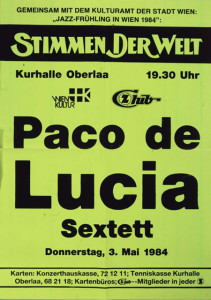 GEMEINSAM MIT DEM KULTURAMT DER STADT WIEN:
„JAZZ-FRÜHLING IN WIEN 1984“:
STIMMEN DER WELT
Kurhalle Oberlaa 19.30 Uhr
WIEN KULTUR
Z Club
Paco de
Lucia
Sextett
Donnerstag, 3. Mai 1984
Karten: Konzerthauskasse, 72 12 11; Tenniskasse Kurhalle
Oberlaa, 68 21 18; Kartenbüros; Z Club-Mitglieder in jeder Z